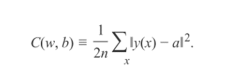 C(w, b) ≡ 1/2n ∑x ‖y(x) − a‖².